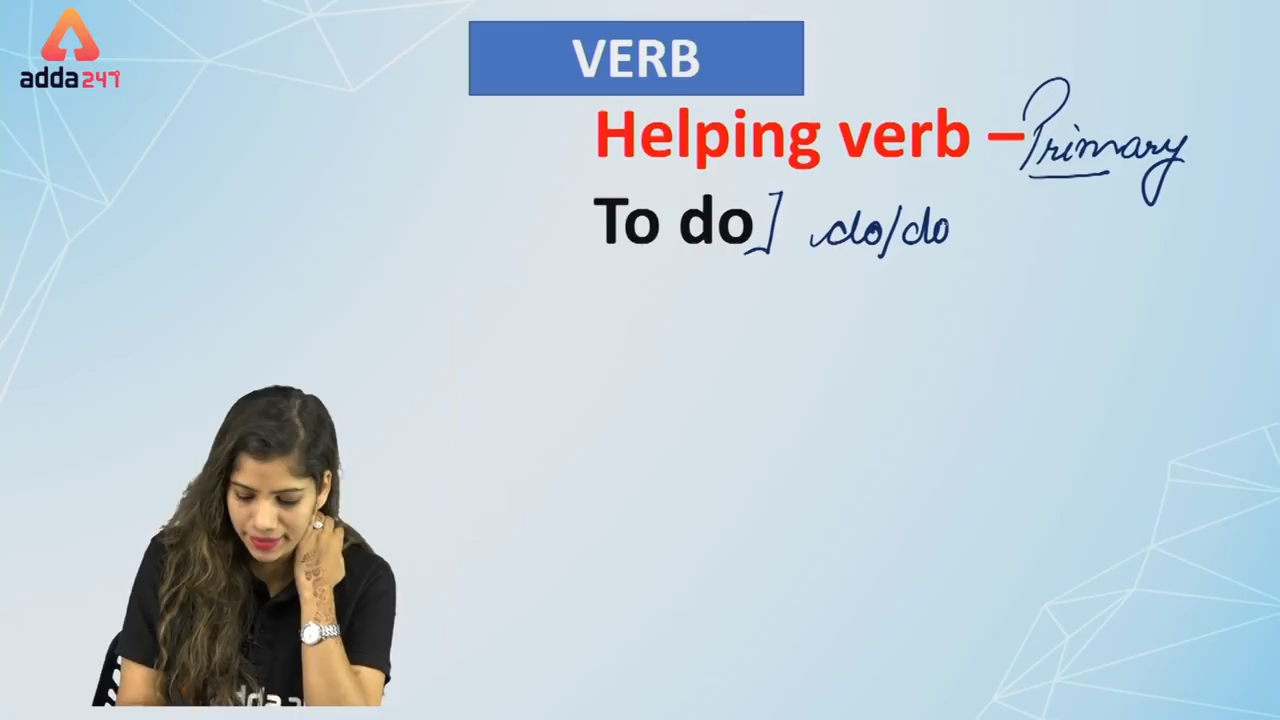 adda247
VERB
Helping verb – Primary
To do] do/do